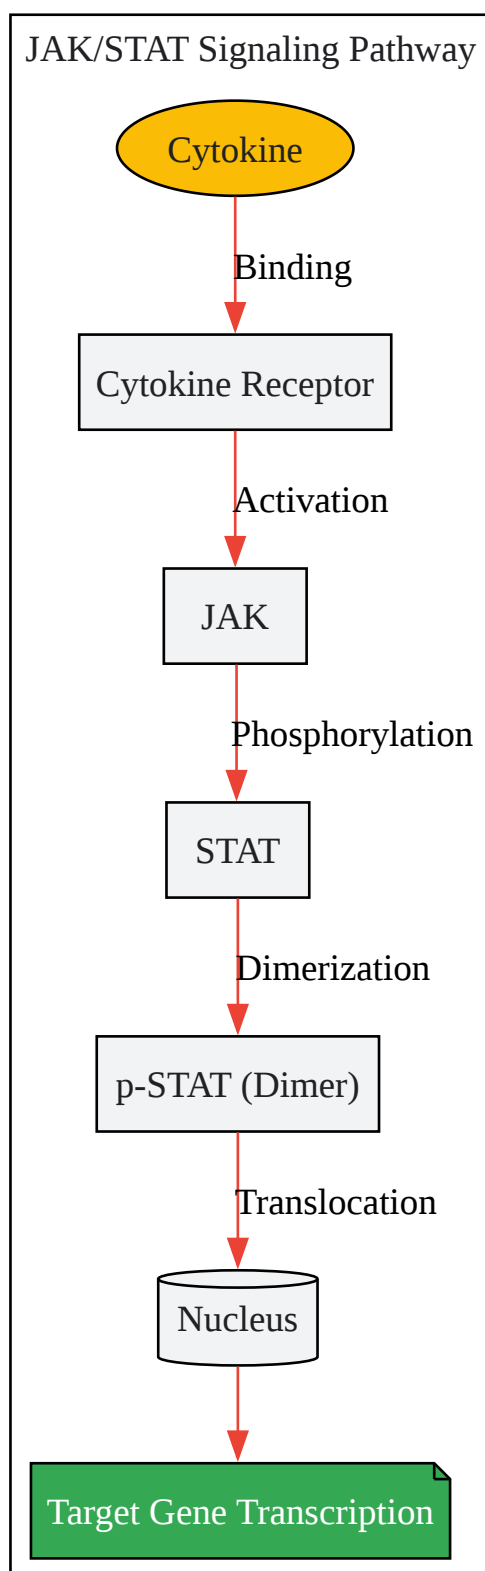 JAK/STAT Signaling Pathway
Cytokine
Binding
Cytokine Receptor
Activation
JAK
Phosphorylation
STAT
Dimerization
p-STAT (Dimer)
Translocation
Nucleus
Target Gene Transcription